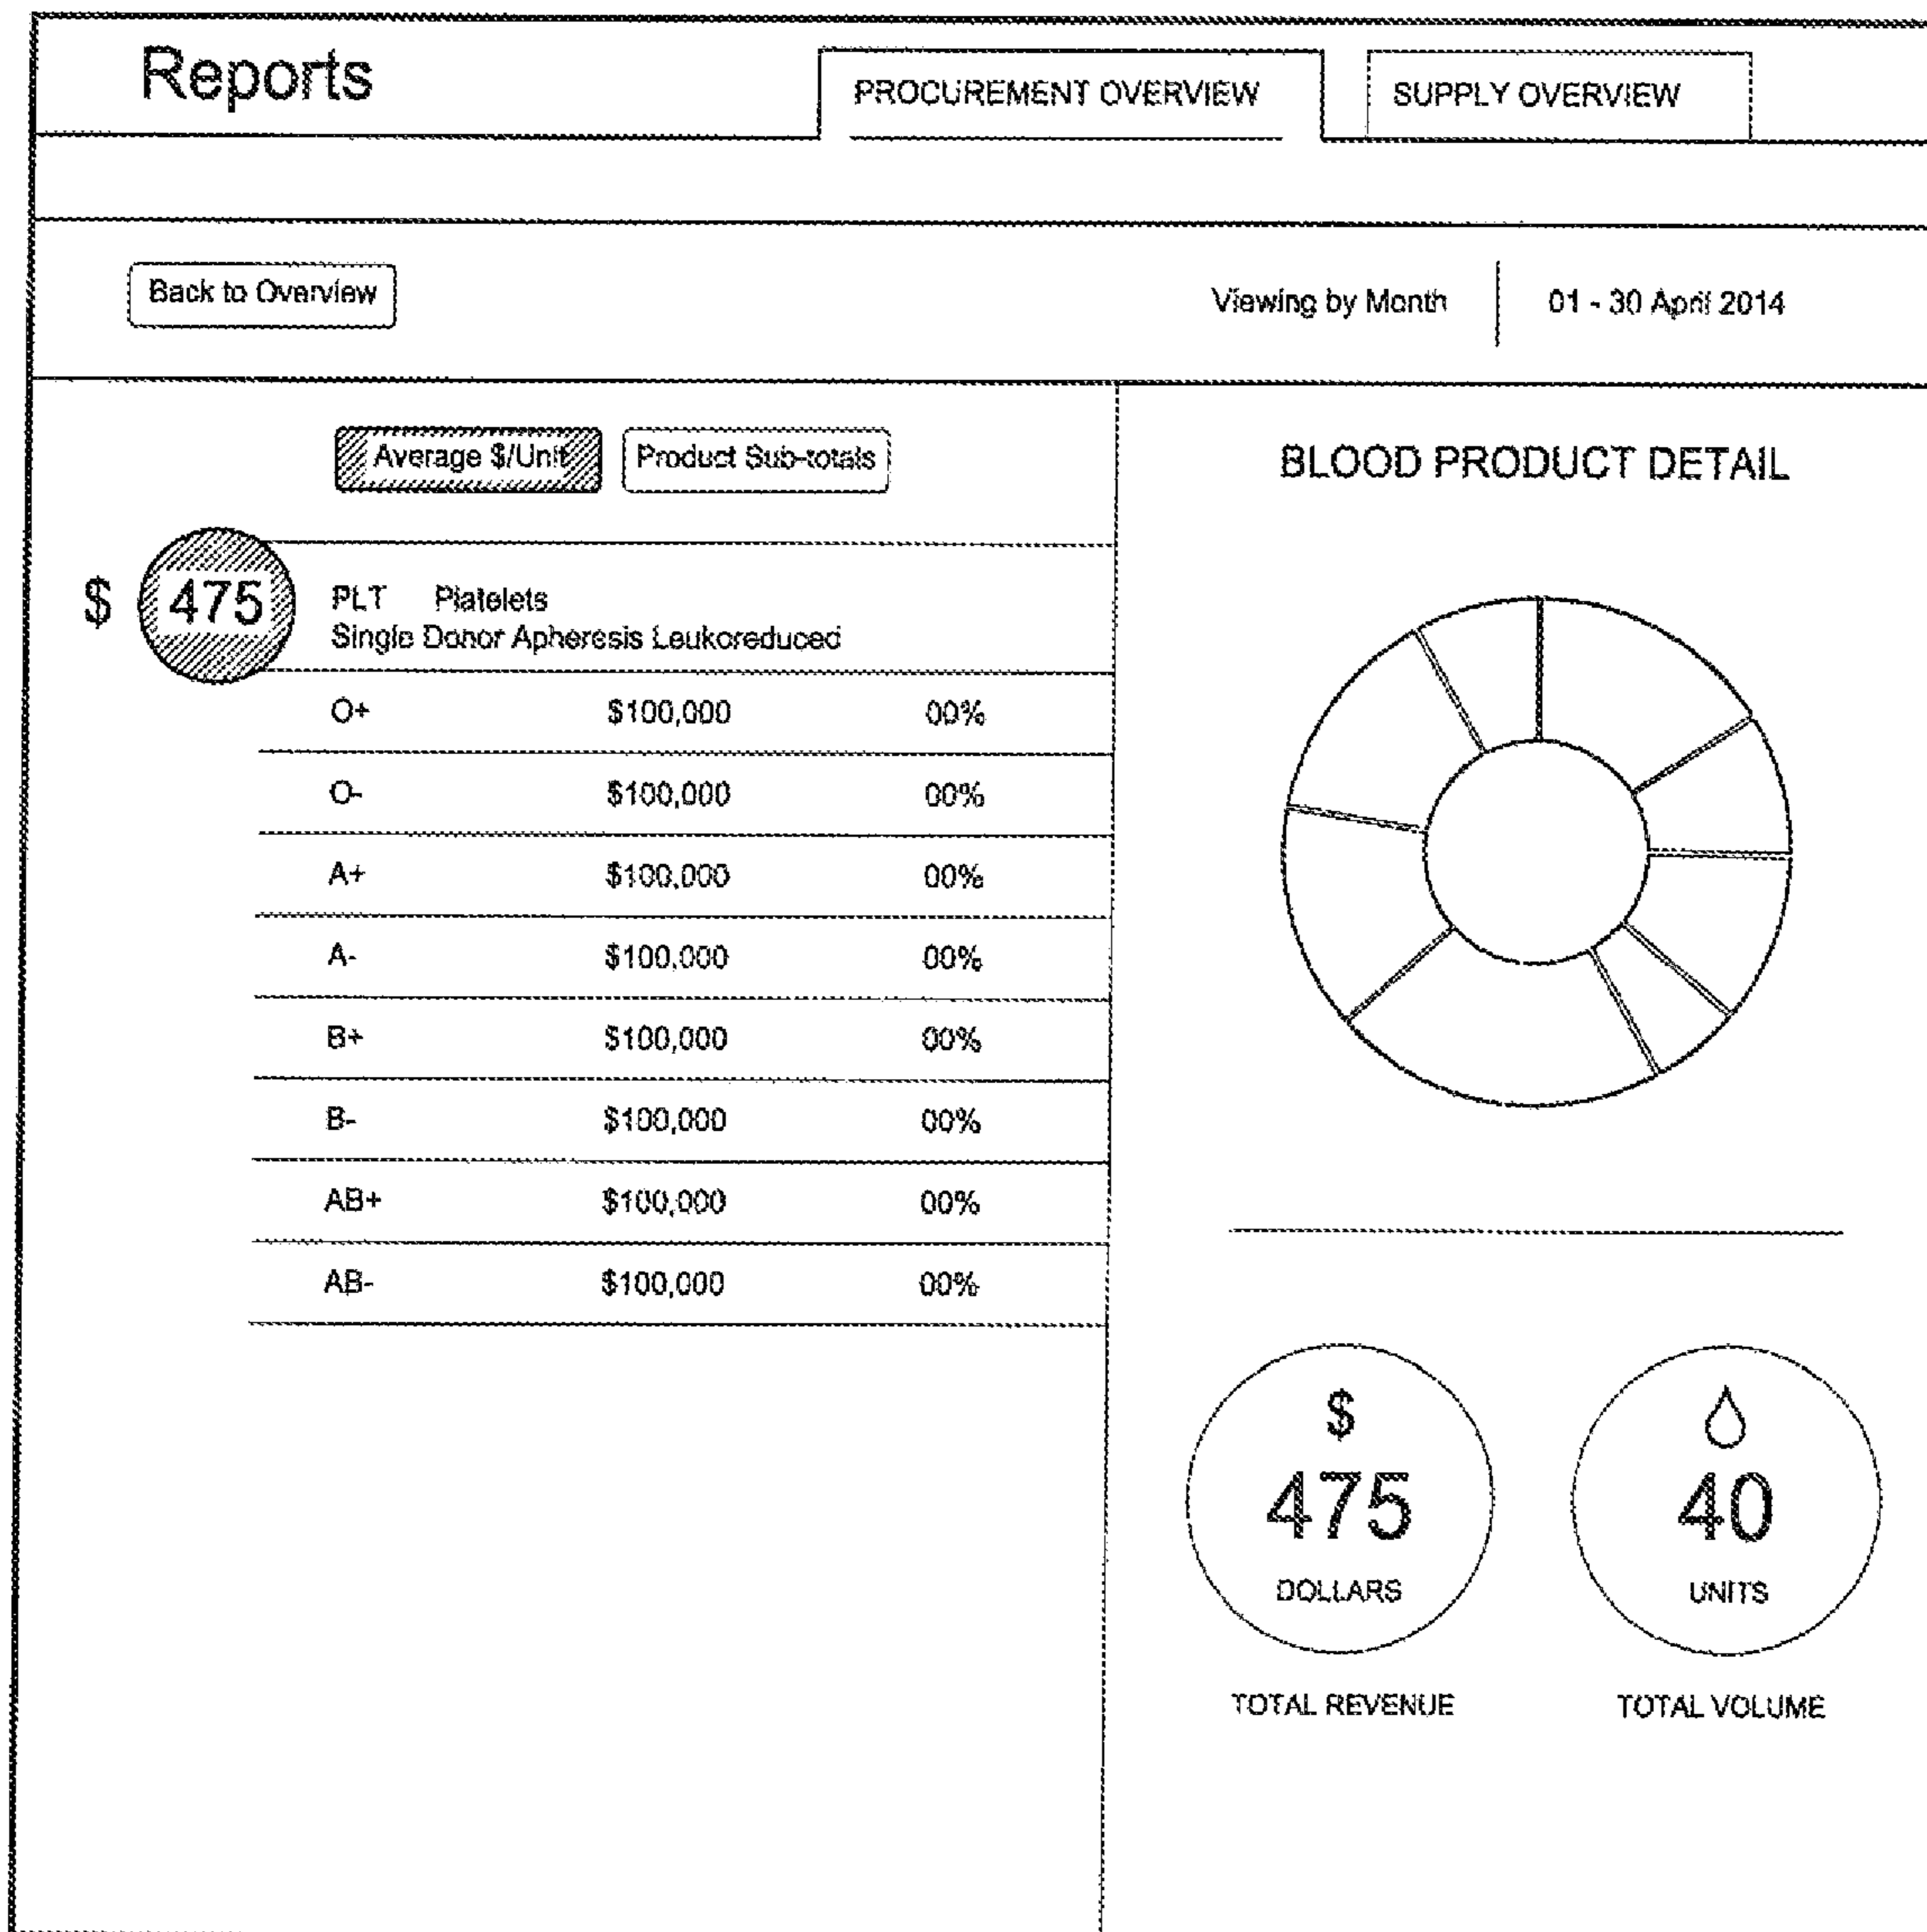 Reports
PROCUREMENT OVERVIEW
SUPPLY OVERVIEW
Back to Overview
Viewing by Month
01 - 30 April 2014
Average $/Unit
Product Sub-totals
BLOOD PRODUCT DETAIL
$ 475
PLT Platelets
Single Donor Apheresis Leukoreduced
O+ $100,000 00%
O- $100,000 00%
A+ $100,000 00%
A- $100,000 00%
B+ $100,000 00%
B- $100,000 00%
AB+ $100,000 00%
AB- $100,000 00%
$
475
DOLLARS
TOTAL REVENUE
40
UNITS
TOTAL VOLUME